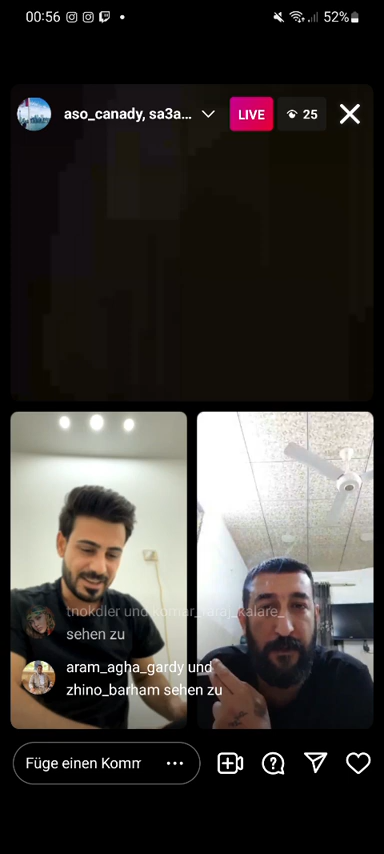 00:56
52%
aso_canady, sa3a...
LIVE
25
sehen zu
aram_agha_gardy und
zhino_barham sehen zu
Füge einen Komm